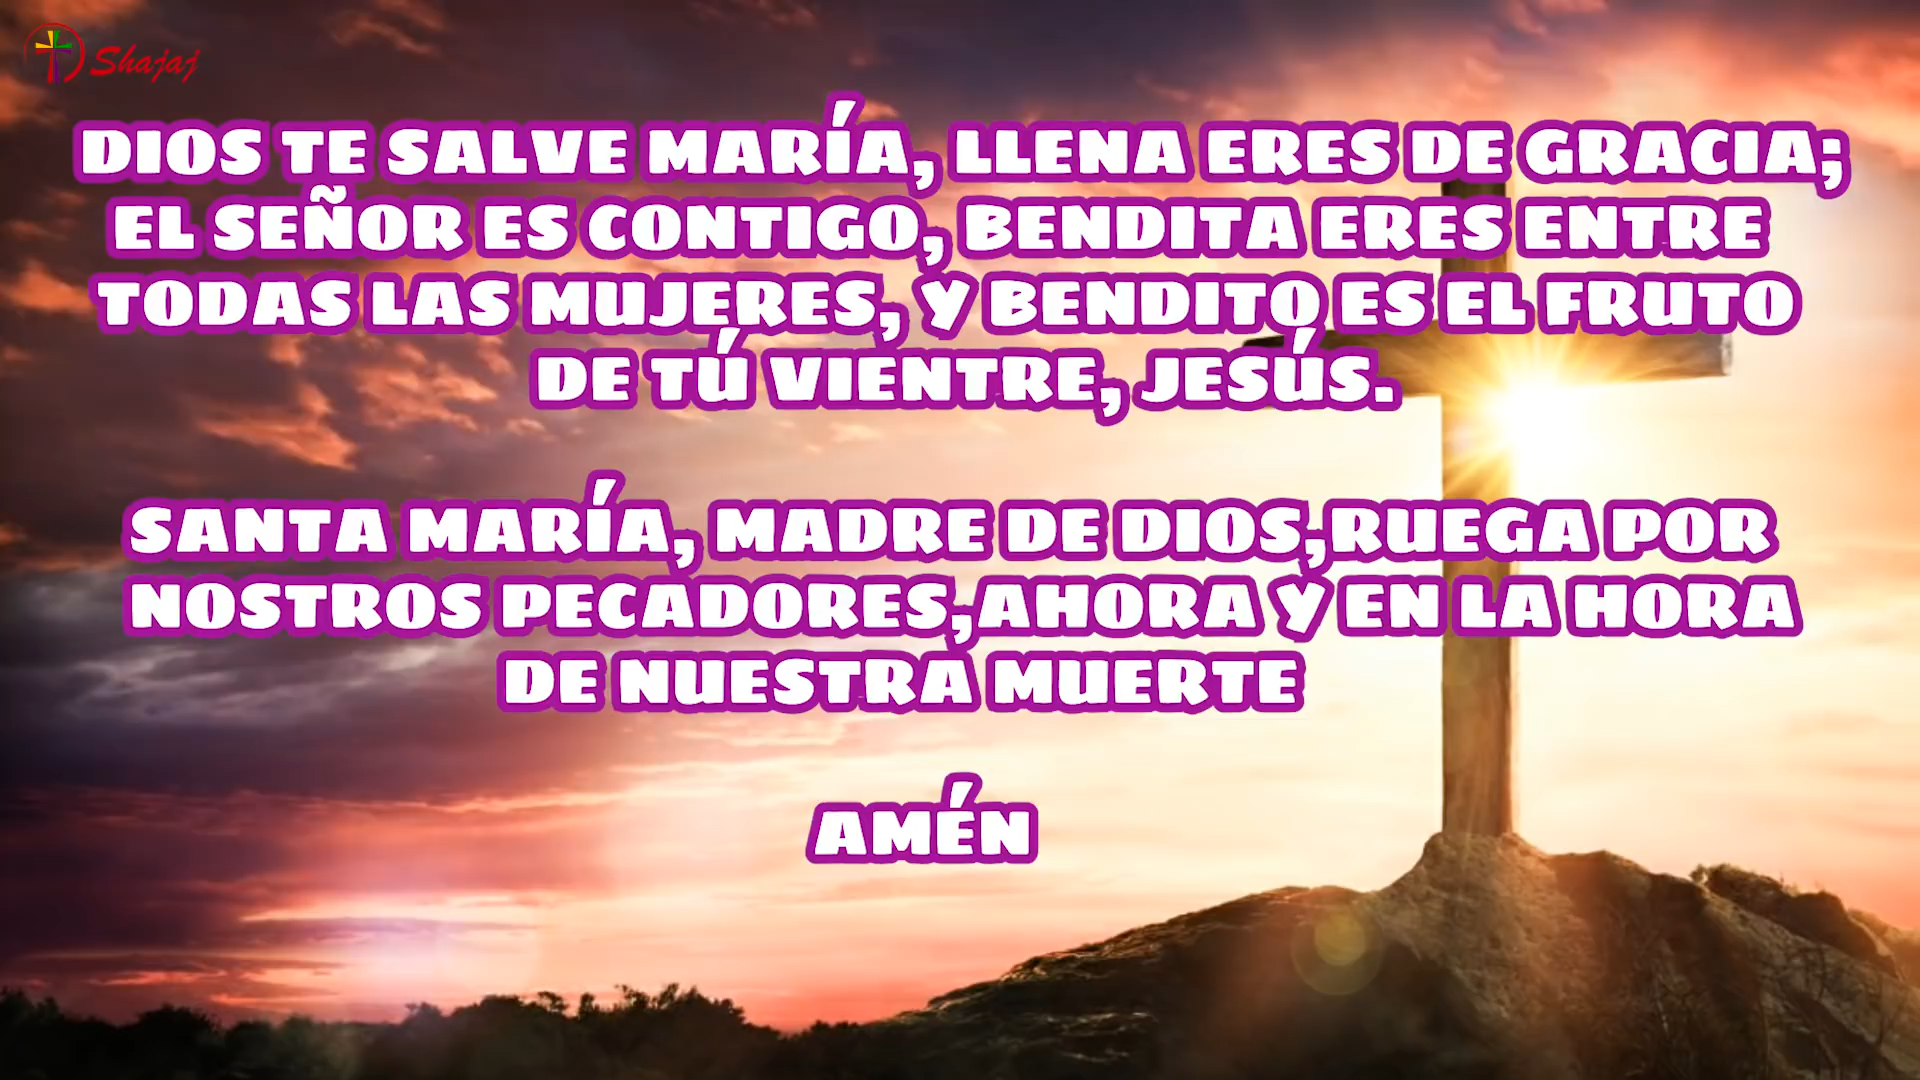 Shajaj
DIOS TE SALVE MARÍA, LLENA ERES DE GRACIA;
EL SEÑOR ES CONTIGO, BENDITA ERES ENTRE
TODAS LAS MUJERES, Y BENDITO ES EL FRUTO
DE TÚ VIENTRE, JESÚS.
SANTA MARÍA, MADRE DE DIOS,RUEGA POR
NOSTROS PECADORES,AHORA Y EN LA HORA
DE NUESTRA MUERTE
AMÉN